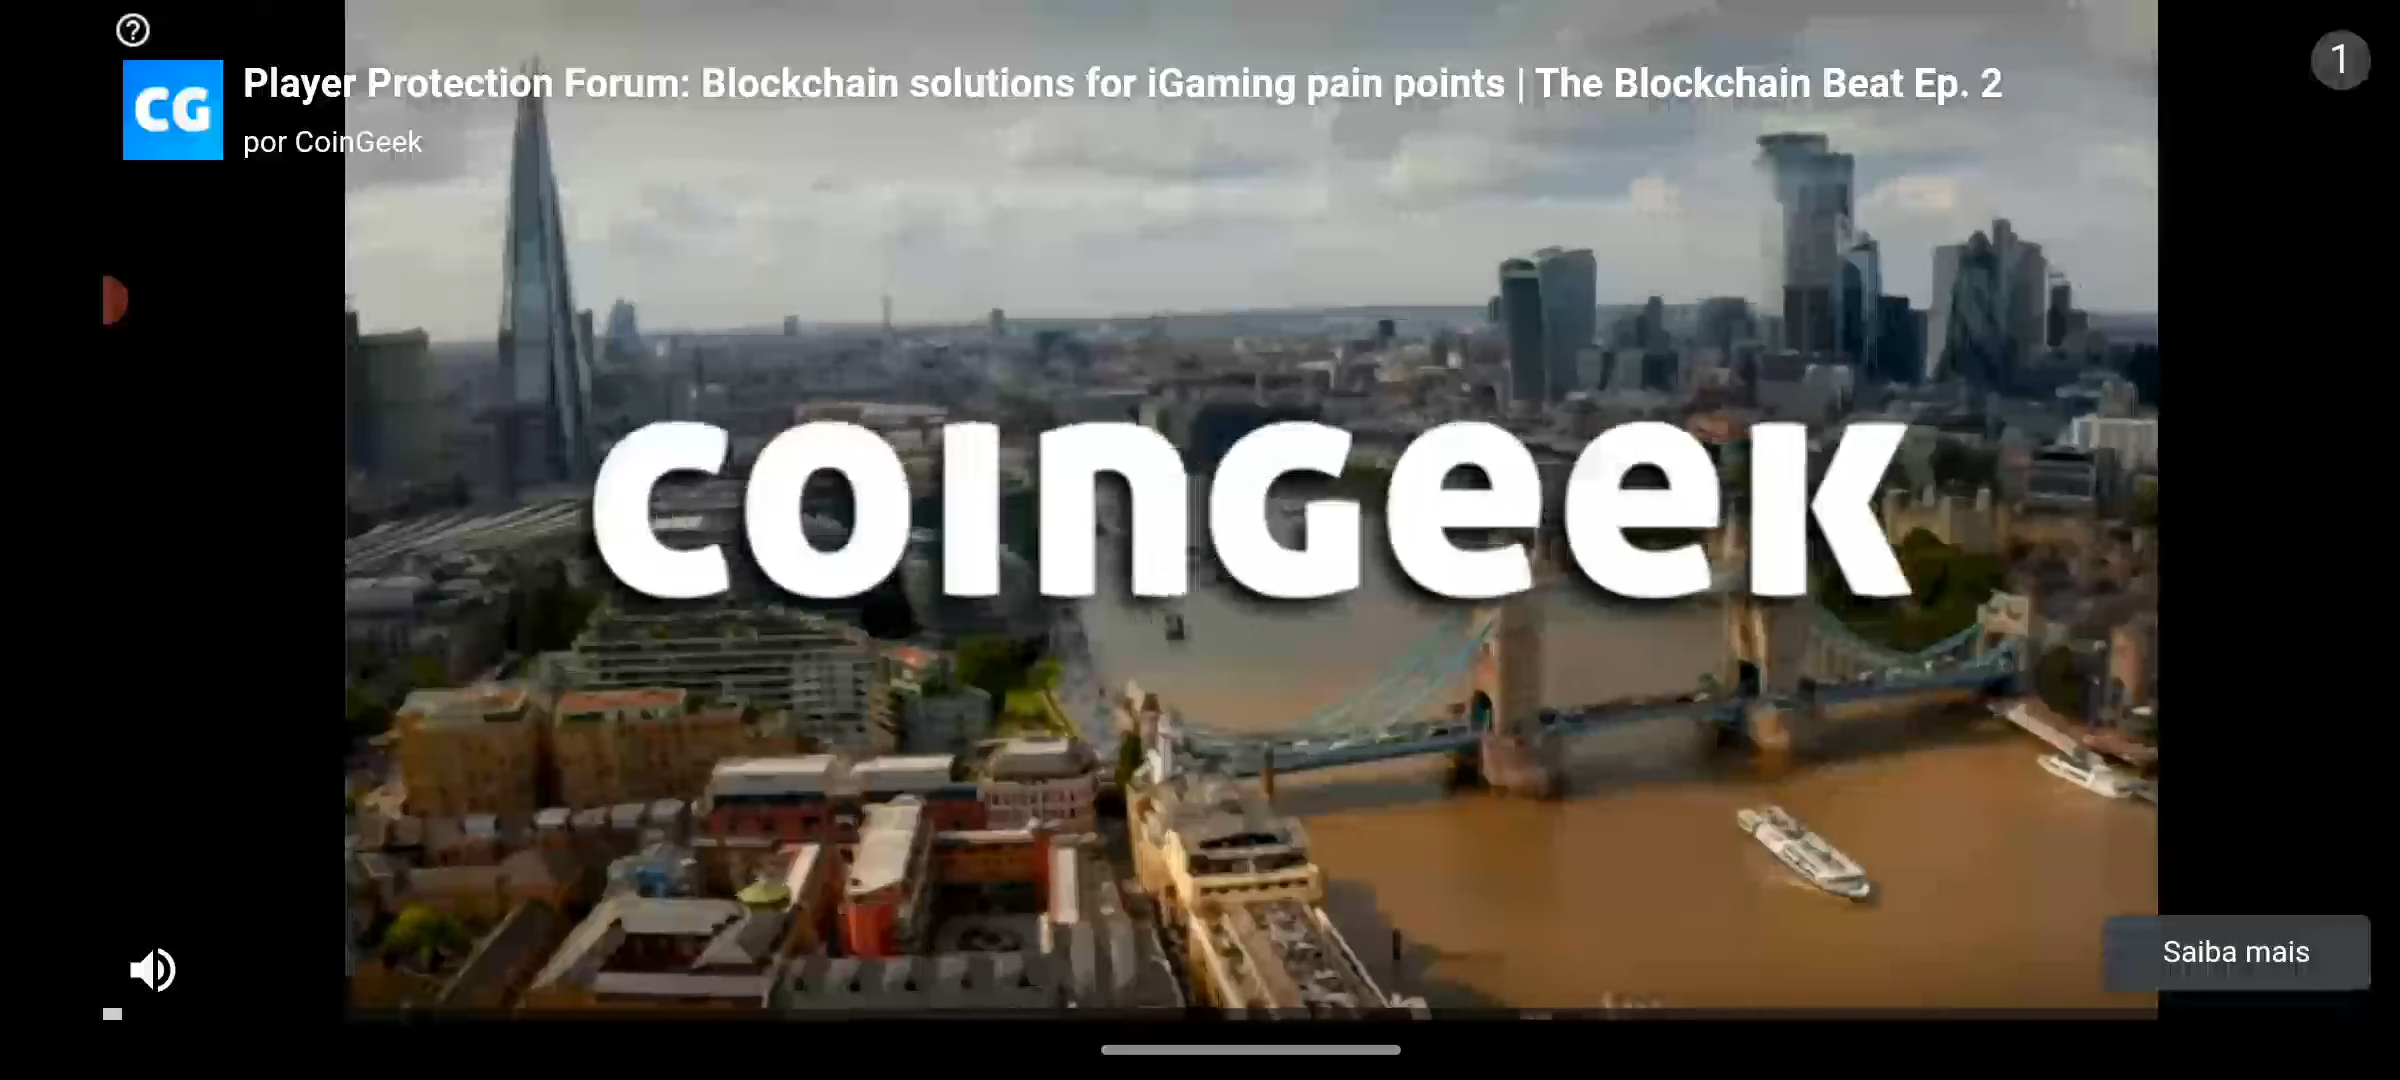 CG
Player Protection Forum: Blockchain solutions for iGaming pain points | The Blockchain Beat Ep. 2
por CoinGeek
1
COINGEEK
Saiba mais